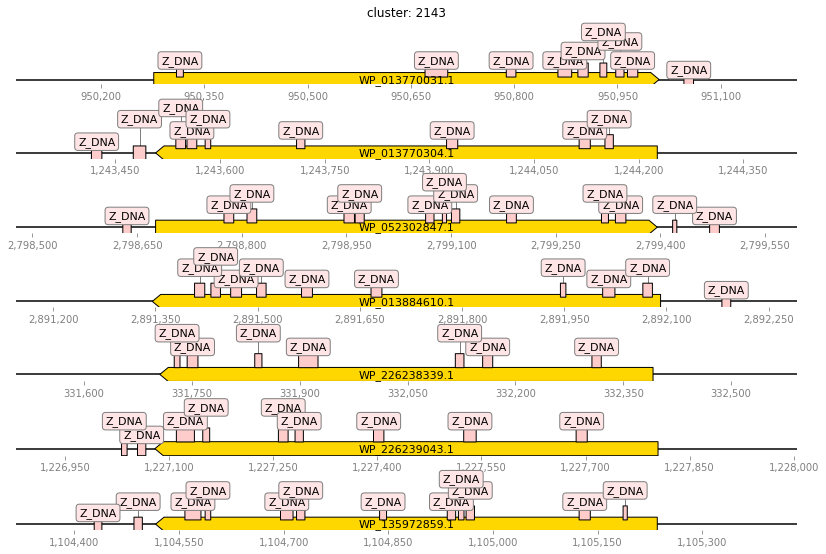 cluster: 2143
Z_DNA Z_DNA Z_DNA Z_DNA Z_DNA Z_DNA Z_DNA Z_DNA
WP_013770031.1
950,200 950,350 950,500 950,650 950,800 950,950 951,100
Z_DNA Z_DNA Z_DNA Z_DNA Z_DNA Z_DNA Z_DNA Z_DNA Z_DNA
WP_013770304.1
1,243,450 1,243,600 1,243,750 1,243,900 1,244,050 1,244,200 1,244,350
Z_DNA Z_DNA Z_DNA Z_DNA Z_DNA Z_DNA Z_DNA Z_DNA Z_DNA Z_DNA Z_DNA Z_DNA Z_DNA
WP_052302847.1
2,798,500 2,798,650 2,798,800 2,798,950 2,799,100 2,799,250 2,799,400 2,799,550
Z_DNA Z_DNA Z_DNA Z_DNA Z_DNA Z_DNA Z_DNA Z_DNA Z_DNA Z_DNA
WP_013884610.1
2,891,200 2,891,350 2,891,500 2,891,650 2,891,800 2,891,950 2,892,100 2,892,250
Z_DNA Z_DNA Z_DNA Z_DNA Z_DNA Z_DNA Z_DNA
WP_226238339.1
331,600 331,750 331,900 332,050 332,200 332,350 332,500
Z_DNA Z_DNA Z_DNA Z_DNA Z_DNA Z_DNA Z_DNA Z_DNA Z_DNA
WP_226239043.1
1,226,950 1,227,100 1,227,250 1,227,400 1,227,550 1,227,700 1,227,850 1,228,000
Z_DNA Z_DNA Z_DNA Z_DNA Z_DNA Z_DNA Z_DNA Z_DNA Z_DNA Z_DNA Z_DNA Z_DNA
WP_135972859.1
1,104,400 1,104,550 1,104,700 1,104,850 1,105,000 1,105,150 1,105,300